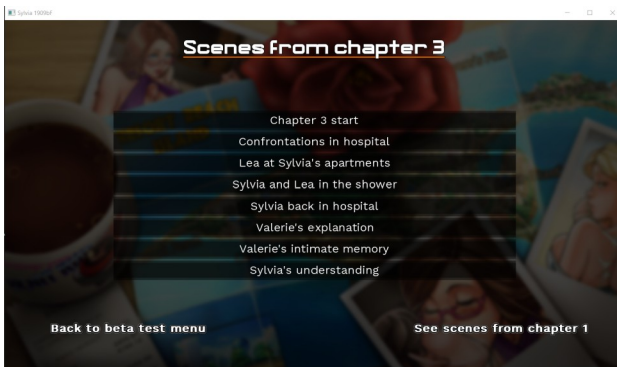 Sylvia 1908bF
Scenes from chapter 3
Chapter 3 start
Confrontations in hospital
Lea at Sylvia's apartments
Sylvia and Lea in the shower
Sylvia back in hospital
Valerie's explanation
Valerie's intimate memory
Sylvia's understanding
Back to beta test menu
See scenes from chapter 1